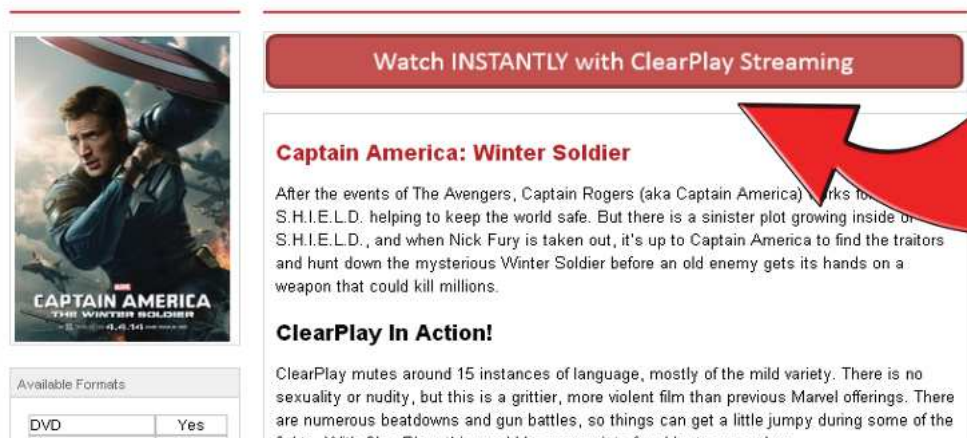 Watch INSTANTLY with ClearPlay Streaming
MARVEL
CAPTAIN AMERICA
THE WINTER SOLDIER
4.4.14
Captain America: Winter Soldier
After the events of The Avengers, Captain Rogers (aka Captain America)
S.H.I.E.L.D. helping to keep the world safe. But there is a sinister plot growing inside
S.H.I.E.L.D., and when Nick Fury is taken out, it's up to Captain America to find the traitors
and hunt down the mysterious Winter Soldier before an old enemy gets its hands on a
weapon that could kill millions.
ClearPlay In Action!
ClearPlay mutes around 15 instances of language, mostly of the mild variety. There is no
sexuality or nudity, but this is a grittier, more violent film than previous Marvel offerings. There
are numerous beatdowns and gun battles, so things can get a little jumpy during some of the
Available Formats
DVD Yes